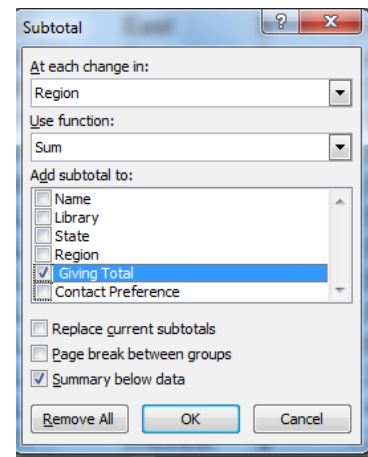 Subtotal
At each change in:
Region
Use function:
Sum
Add subtotal to:
Name
Library
State
Region
Giving Total
Contact Preference
Replace current subtotals
Page break between groups
Summary below data
Remove All OK Cancel